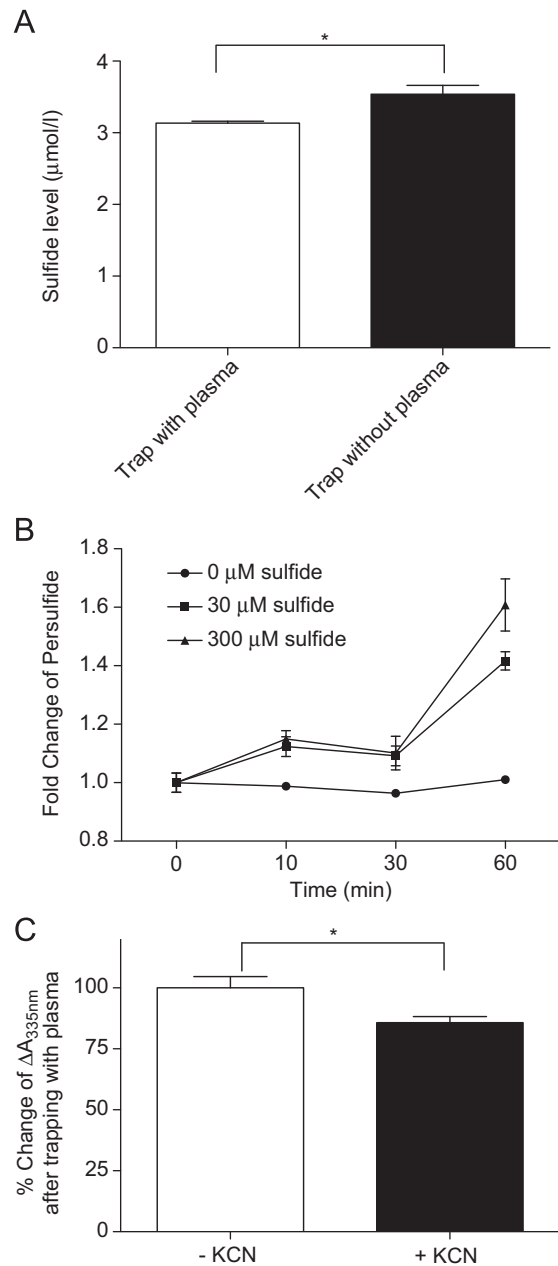 A
*
Sulfide level (μmol/l)
4
3
2
1
0
Trap with plasma
Trap without plasma
B
Fold Change of Persulfide
1.8
1.6
1.4
1.2
1.0
0.8
0 μM sulfide
30 μM sulfide
300 μM sulfide
0 10 30 60
Time (min)
C
*
% Change of ΔA335nm
after trapping with plasma
100
75
50
25
0
- KCN + KCN